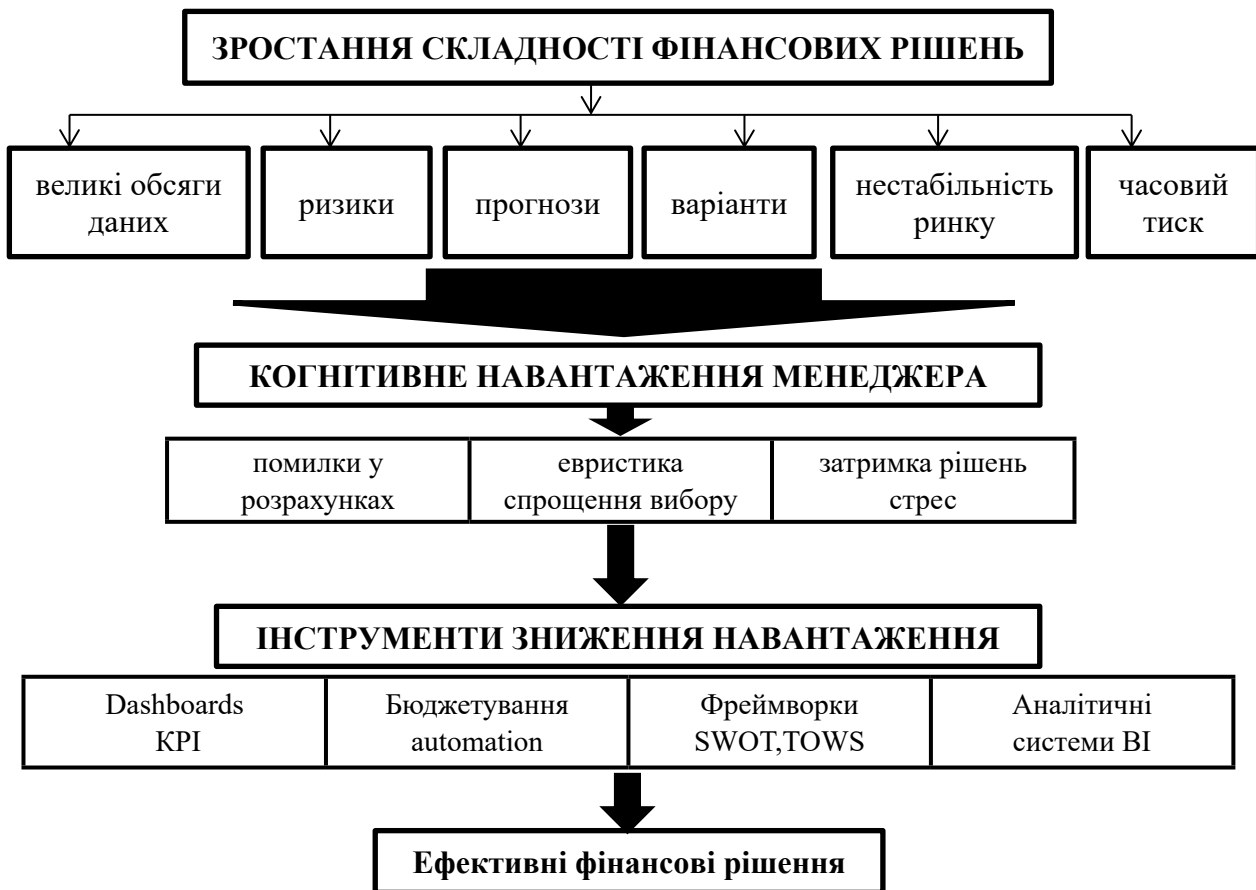 ЗРОСТАННЯ СКЛАДНОСТІ ФІНАНСОВИХ РІШЕНЬ
великі обсяги
даних
ризики
прогнози
варіанти
нестабільність
ринку
часовий
тиск
КОГНІТИВНЕ НАВАНТАЖЕННЯ МЕНЕДЖЕРА
помилки у
розрахунках
евристика
спрощення вибору
затримка рішень
стрес
ІНСТРУМЕНТИ ЗНИЖЕННЯ НАВАНТАЖЕННЯ
Dashboards
KPI
Бюджетування
automation
Фреймворки
SWOT,TOWS
Аналітичні
системи BI
Ефективні фінансові рішення